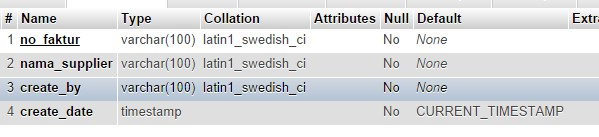 # Name Type Collation Attributes Null Default Extra
1 no_faktur varchar(100) latin1_swedish_ci No None
2 nama_supplier varchar(100) latin1_swedish_ci No None
3 create_by varchar(100) latin1_swedish_ci No None
4 create_date timestamp No CURRENT_TIMESTAMP